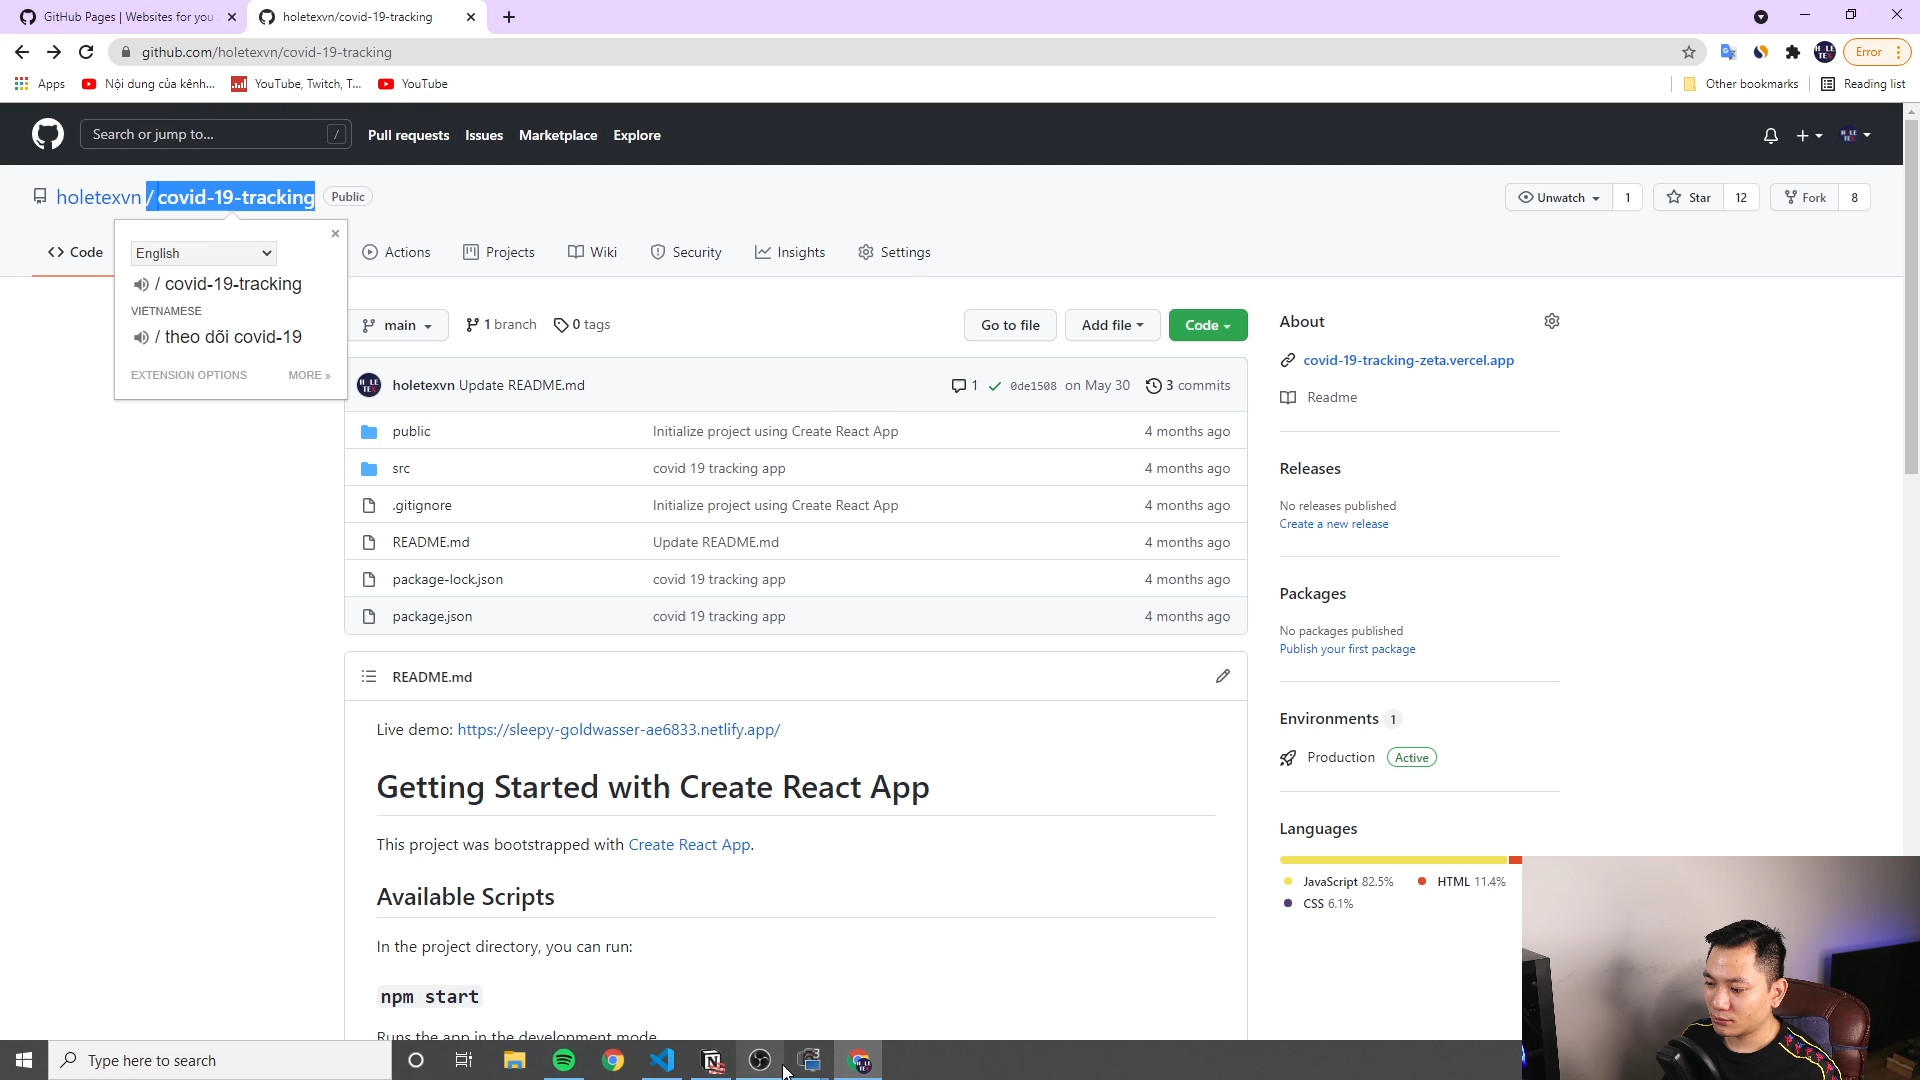 GitHub Pages | Websites for you
holetexvn/covid-19-tracking
github.com/holetexvn/covid-19-tracking
Error
Apps
Nội dung của kênh...
YouTube, Twitch, T...
YouTube
Other bookmarks
Reading list
Search or jump to...
/
Pull requests
Issues
Marketplace
Explore
holetexvn / covid-19-tracking
Public
Unwatch
1
Star
12
Fork
8
Code
Actions
Projects
Wiki
Security
Insights
Settings
English
/ covid-19-tracking
VIETNAMESE
/ theo dõi covid-19
EXTENSION OPTIONS
MORE »
main
1 branch
0 tags
Go to file
Add file
Code
holetexvn Update README.md
1
0de1508 on May 30
3 commits
public
Initialize project using Create React App
4 months ago
src
covid 19 tracking app
4 months ago
.gitignore
Initialize project using Create React App
4 months ago
README.md
Update README.md
4 months ago
package-lock.json
covid 19 tracking app
4 months ago
package.json
covid 19 tracking app
4 months ago
README.md
Live demo: https://sleepy-goldwasser-ae6833.netlify.app/
Getting Started with Create React App
This project was bootstrapped with Create React App.
Available Scripts
In the project directory, you can run:
npm start
Runs the app in the development mode
About
covid-19-tracking-zeta.vercel.app
Readme
Releases
No releases published
Create a new release
Packages
No packages published
Publish your first package
Environments 1
Production
Active
Languages
JavaScript 82.5%
HTML 11.4%
CSS 6.1%
Type here to search